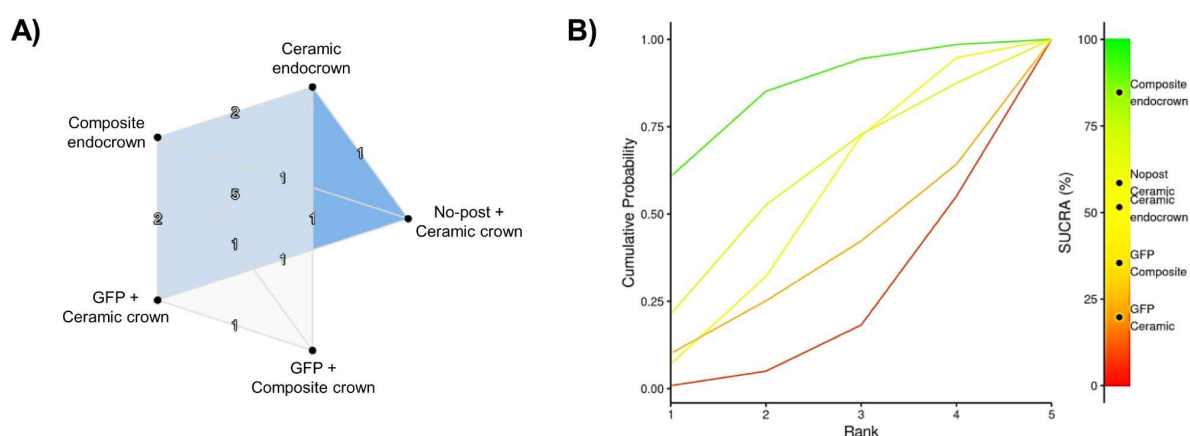 A)
Ceramic
endocrown
Composite
endocrown
2
1
1
5
2
1
No-post +
Ceramic crown
1
1
GFP +
Ceramic crown
1
GFP +
Composite crown
B)
Cumulative Probability
1.00
0.75
0.50
0.25
0.00
1
2
3
4
5
Rank
SUCRA (%)
100
75
50
25
0
Composite
endocrown
Nopost
Ceramic
Ceramic
endocrown
GFP
Composite
GFP
Ceramic